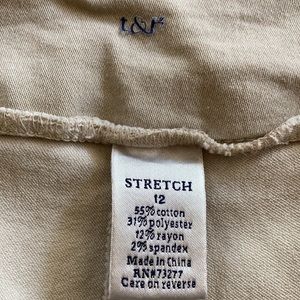 t&r
STRETCH
12
55% cotton
31% polyester
12% rayon
2% spandex
Made in China
RN#73277
Care on reverse